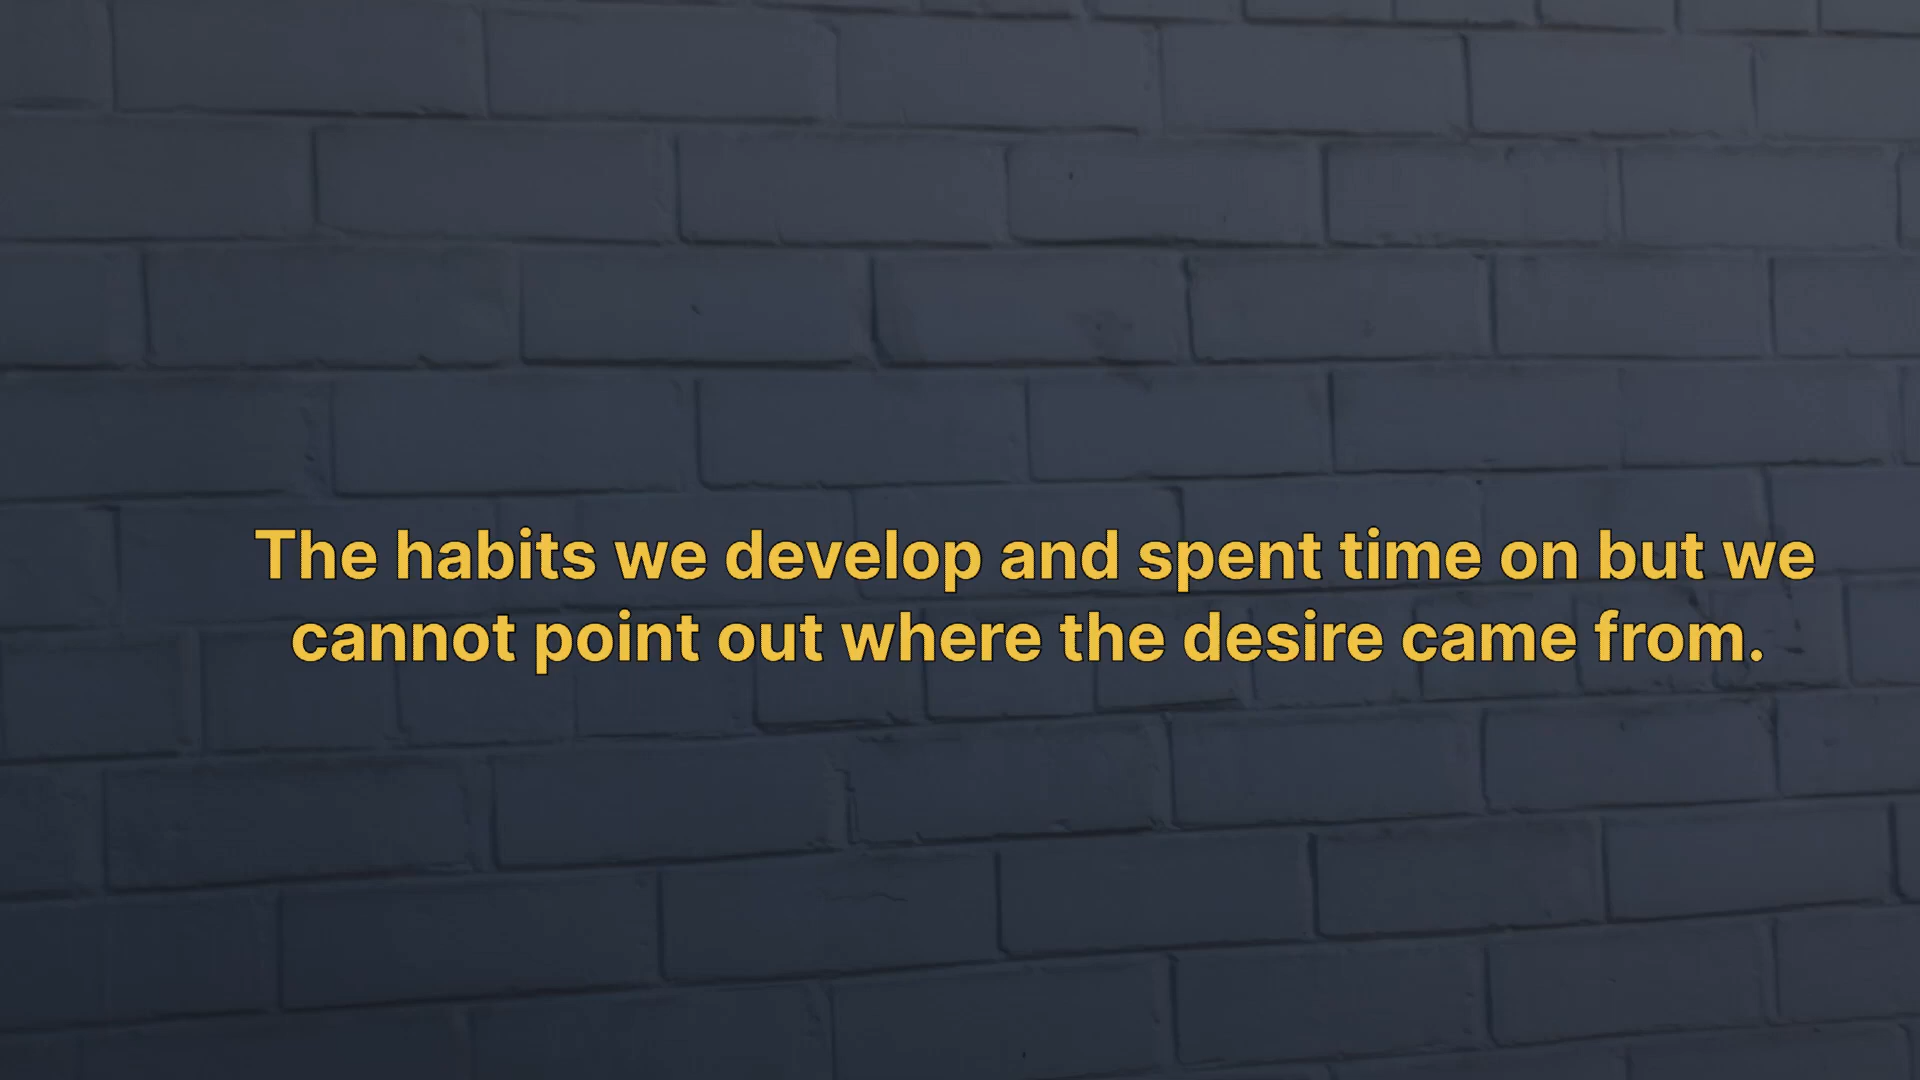 The habits we develop and spent time on but we
cannot point out where the desire came from.